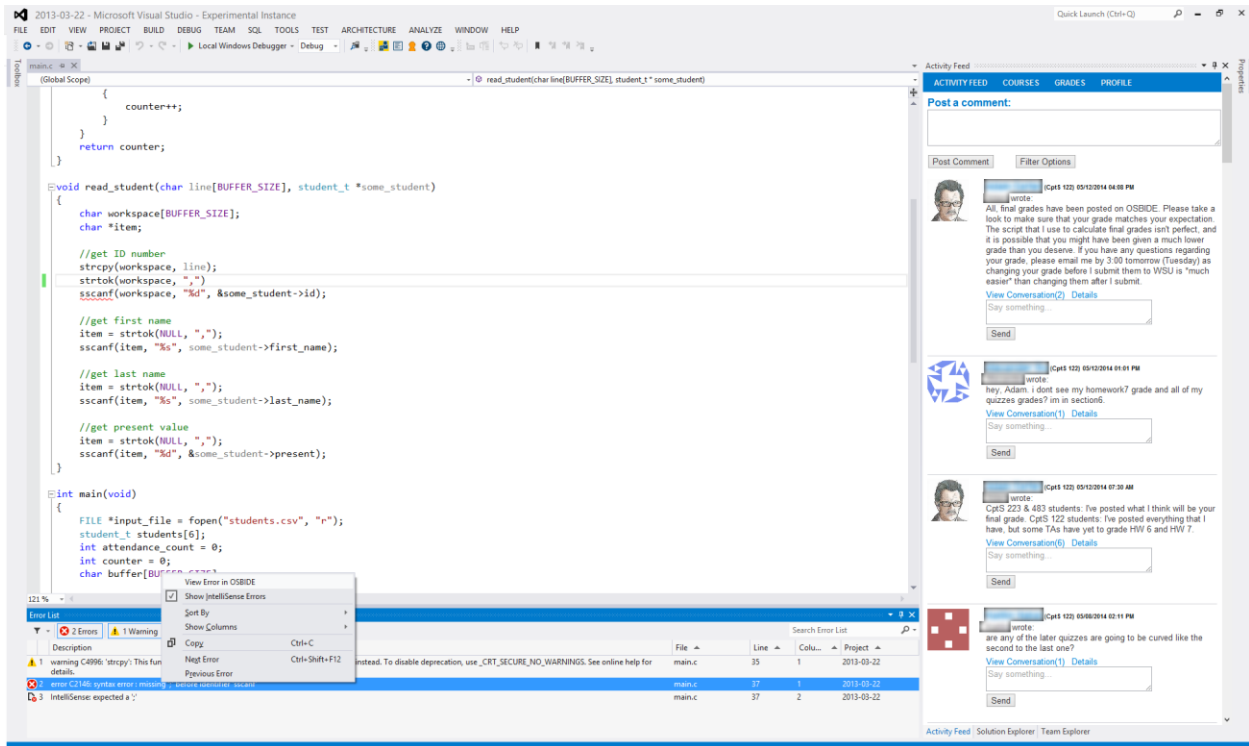 2013-03-22 - Microsoft Visual Studio - Experimental Instance
Quick Launch (Ctrl+Q)
FILE EDIT VIEW PROJECT BUILD DEBUG TEAM SQL TOOLS TEST ARCHITECTURE ANALYZE WINDOW HELP
Local Windows Debugger Debug
Toolbox
main.c
(Global Scope)
read_student(char line[BUFFER_SIZE], student_t * some_student)
{
counter++;
}
}
return counter;
}
void read_student(char line[BUFFER_SIZE], student_t *some_student)
{
char workspace[BUFFER_SIZE];
char *item;
//get ID number
strcpy(workspace, line);
strtok(workspace, ",")
sscanf(workspace, "%d", &some_student->id);
//get first name
item = strtok(NULL, ",");
sscanf(item, "%s", some_student->first_name);
//get last name
item = strtok(NULL, ",");
sscanf(item, "%s", some_student->last_name);
//get present value
item = strtok(NULL, ",");
sscanf(item, "%d", &some_student->present);
}
int main(void)
{
FILE *input_file = fopen("students.csv", "r");
student_t students[6];
int attendance_count = 0;
int counter = 0;
char buffer[BUFFER_SIZE]
121 %
View Error in OSBIDE
Show IntelliSense Errors
Sort By
Show Columns
Copy Ctrl+C
Next Error Ctrl+Shift+F12
Previous Error
Error List
2 Errors 1 Warning
Search Error List
Description File Line Colu... Project
1 warning C4996: 'strcpy': This fun instead. To disable deprecation, use _CRT_SECURE_NO_WARNINGS. See online help for details. main.c 35 1 2013-03-22
2 error C2146: syntax error : missing ';' before identifier 'sscanf' main.c 37 1 2013-03-22
3 IntelliSense: expected a ';' main.c 37 2 2013-03-22
Activity Feed
Properties
ACTIVITY FEED COURSES GRADES PROFILE
Post a comment:
Post Comment Filter Options
(CptS 122) 05/12/2014 04:08 PM
wrote:
All, final grades have been posted on OSBIDE. Please take a
look to make sure that your grade matches your expectation.
The script that I use to calculate final grades isn't perfect, and
it is possible that you might have been given a much lower
grade than you deserve. If you have any questions regarding
your grade, please email me by 3:00 tomorrow (Tuesday) as
changing your grade before I submit them to WSU is *much
easier* than changing them after I submit.
View Conversation(2) Details
Say something...
Send
(CptS 122) 05/12/2014 01:01 PM
wrote:
hey, Adam. i dont see my homework7 grade and all of my
quizzes grades? im in section6.
View Conversation(1) Details
Say something...
Send
(CptS 122) 05/12/2014 07:30 AM
wrote:
CptS 223 & 483 students: I've posted what I think will be your
final grade. CptS 122 students: I've posted everything that I
have, but some TAs have yet to grade HW 6 and HW 7.
View Conversation(6) Details
Say something...
Send
(CptS 122) 05/08/2014 02:11 PM
wrote:
are any of the later quizzes are going to be curved like the
second to the last one?
View Conversation(1) Details
Say something...
Send
Activity Feed Solution Explorer Team Explorer